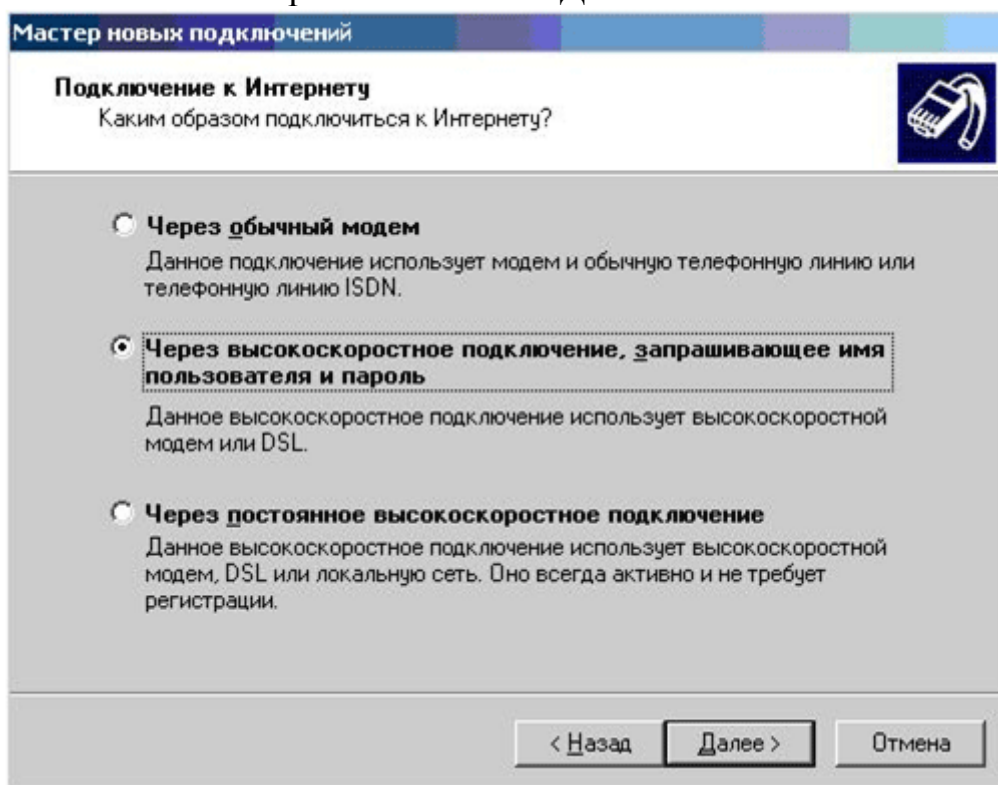 Мастер новых подключений
Подключение к Интернету
Каким образом подключиться к Интернету?
Через обычный модем
Данное подключение использует модем и обычную телефонную линию или
телефонную линию ISDN.
Через высокоскоростное подключение, запрашивающее имя
пользователя и пароль
Данное высокоскоростное подключение использует высокоскоростной
модем или DSL.
Через постоянное высокоскоростное подключение
Данное высокоскоростное подключение использует высокоскоростной
модем, DSL или локальную сеть. Оно всегда активно и не требует
регистрации.
< Назад Далее > Отмена